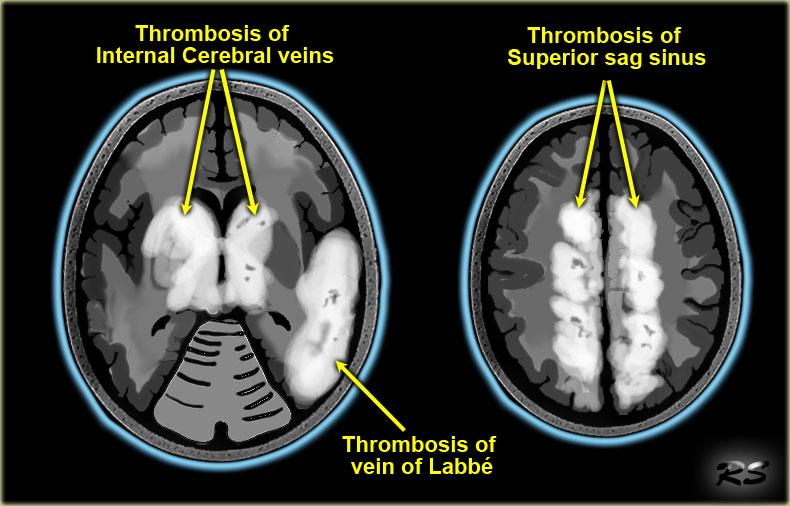 Thrombosis of
Internal Cerebral veins
Thrombosis of
Superior sag sinus
Thrombosis of
vein of Labbé
RS